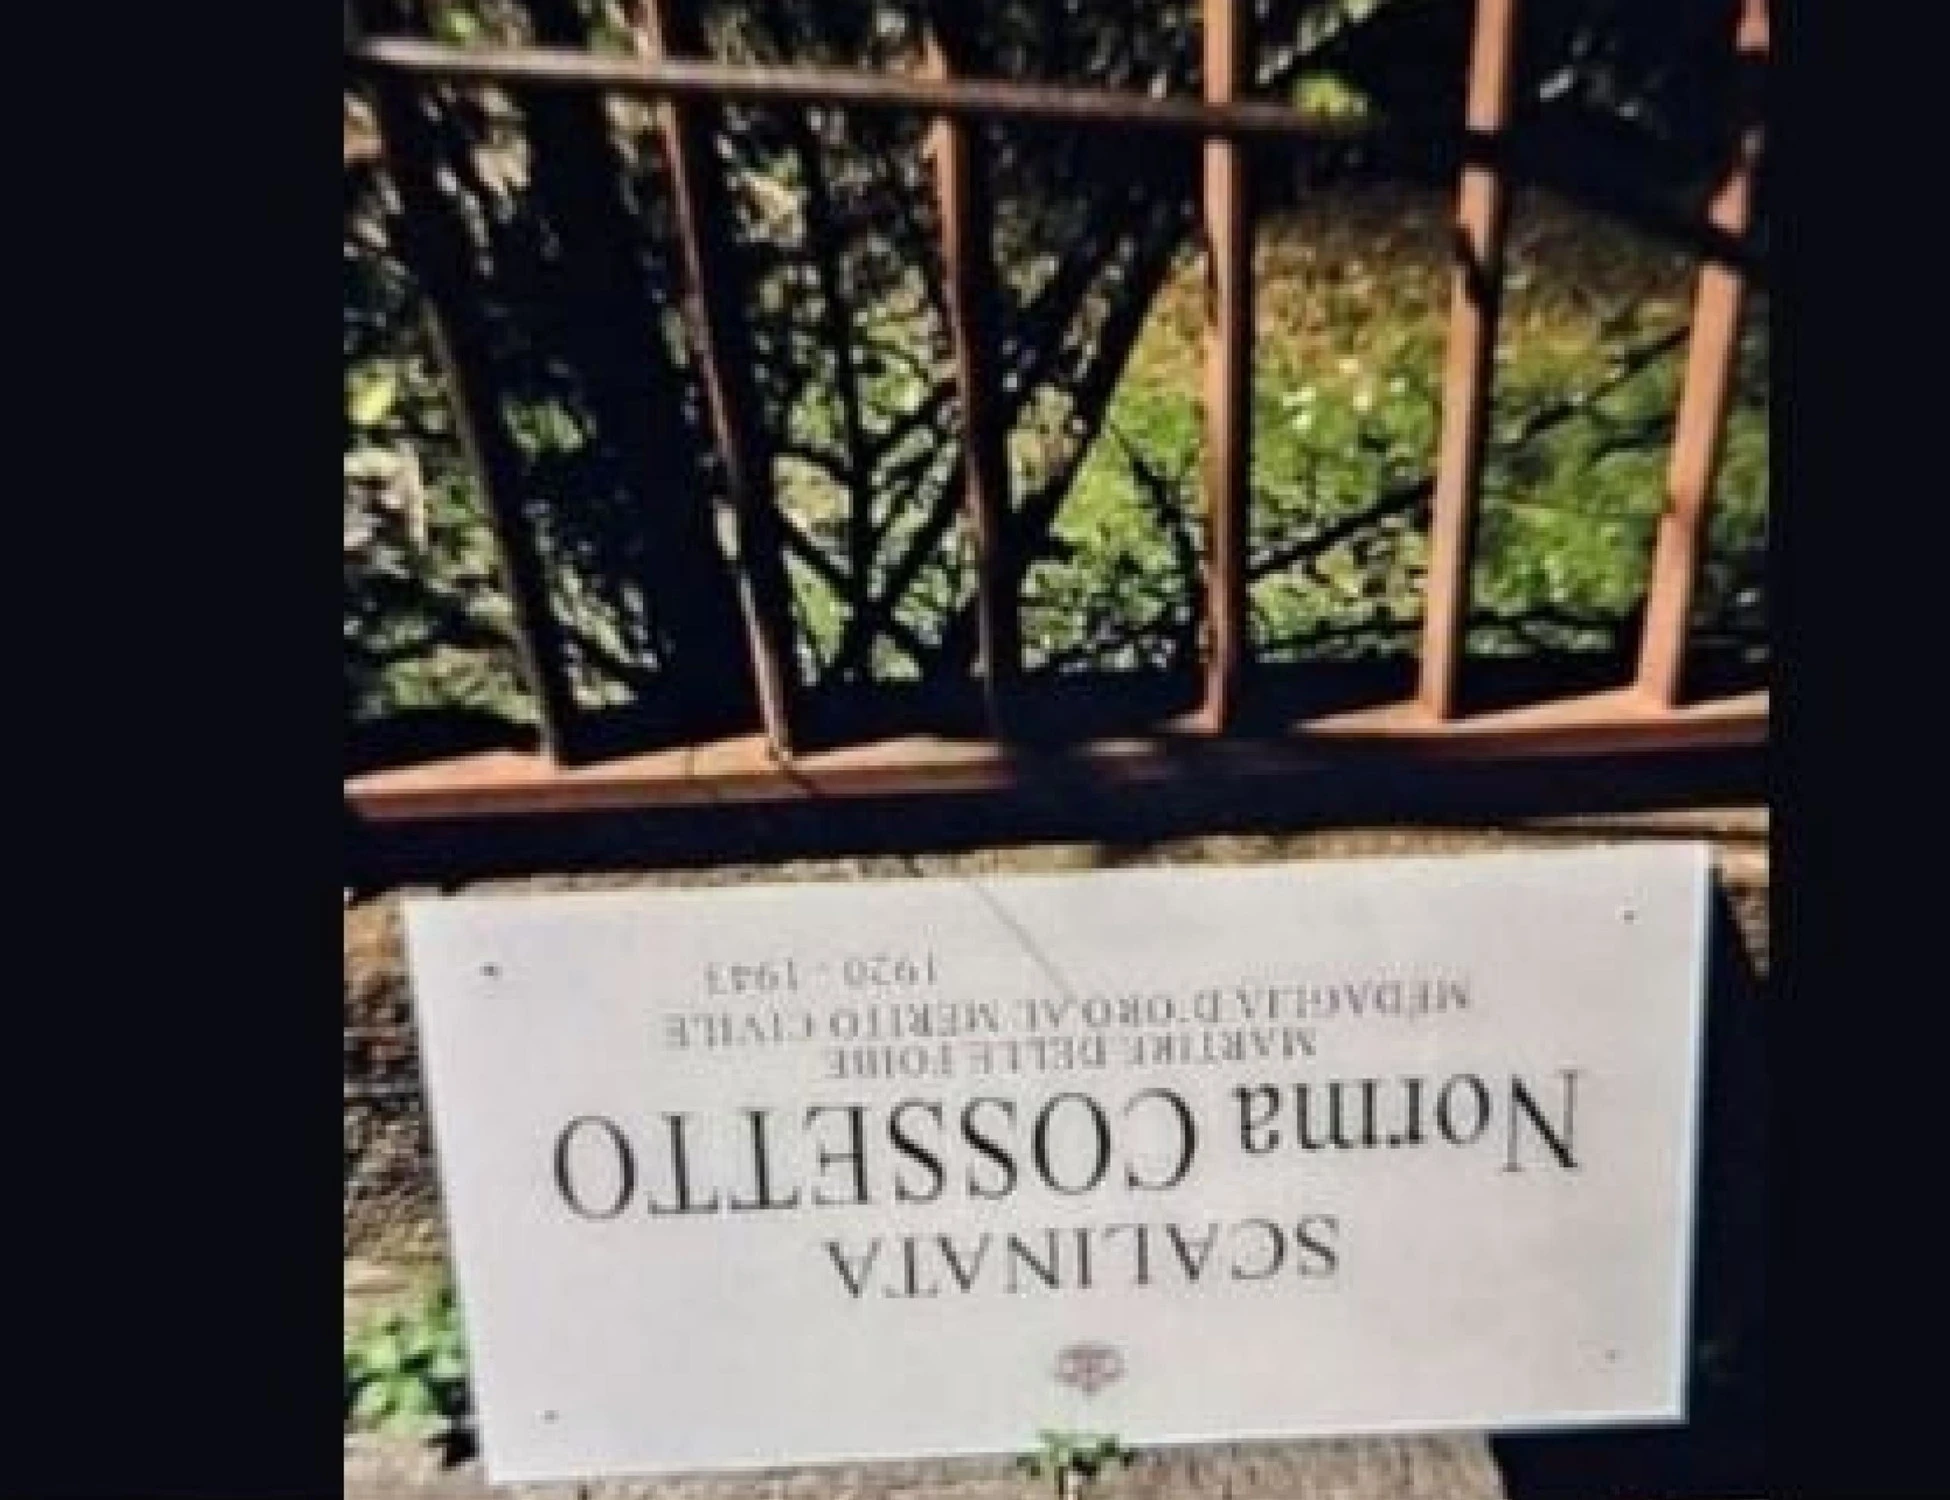 SCALINATA
Norma COSSETTO
MARTIRE DELLE FOIBE
MEDAGLIA D'ORO AL MERITO CIVILE
1920 - 1943